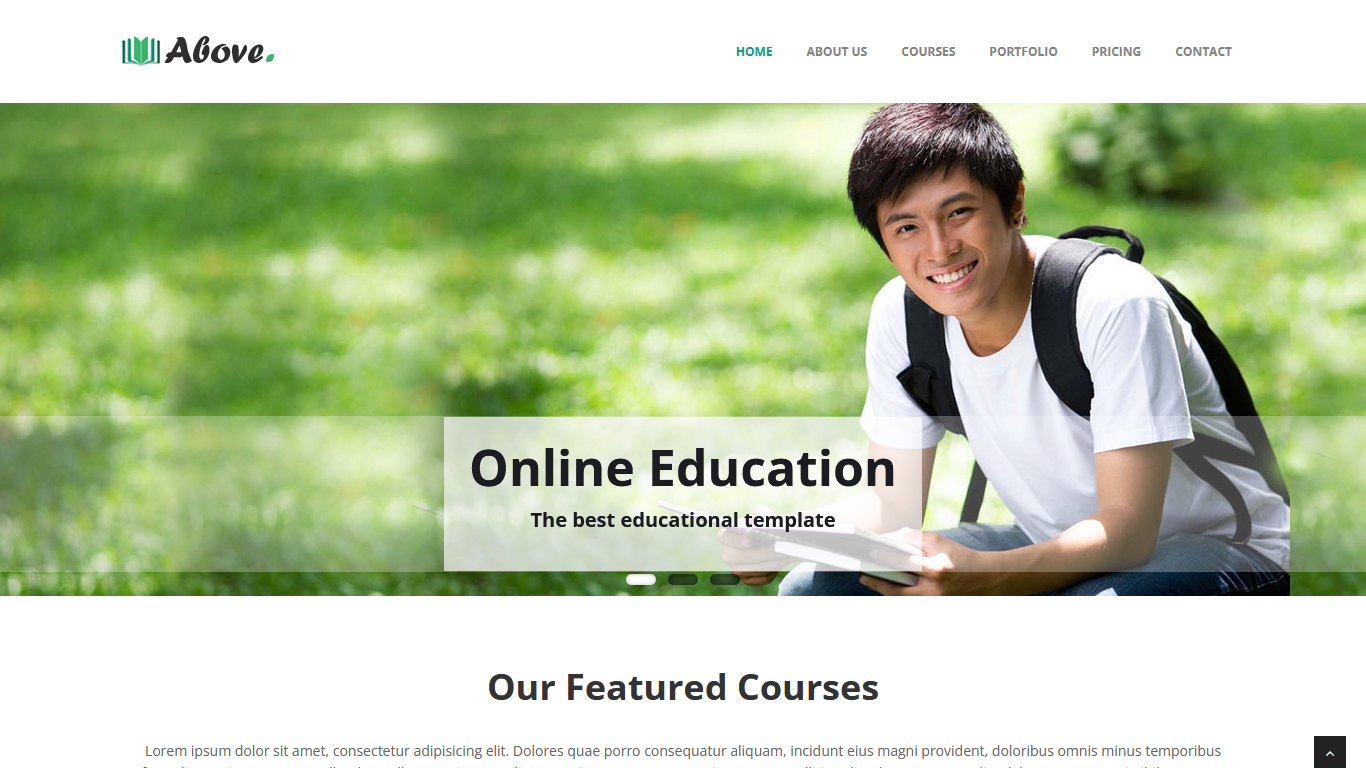 Above.
HOME ABOUT US COURSES PORTFOLIO PRICING CONTACT
Online Education
The best educational template
Our Featured Courses
Lorem ipsum dolor sit amet, consectetur adipisicing elit. Dolores quae porro consequatur aliquam, incidunt eius magni provident, doloribus omnis minus temporibus